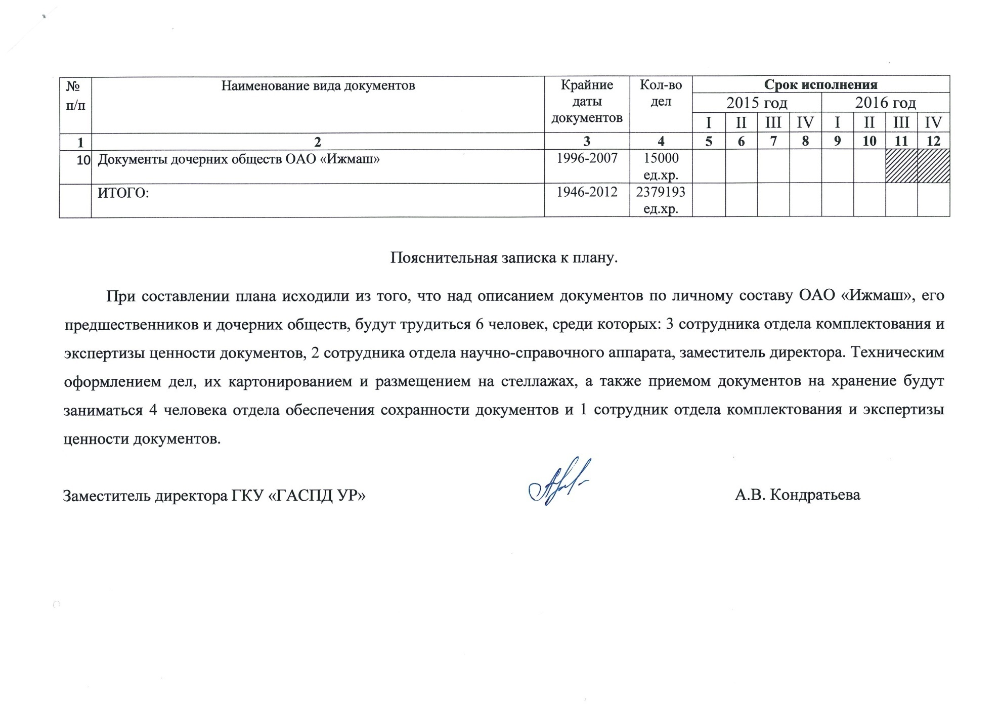 № п/п Наименование вида документов Крайние даты документов Кол-во дел Срок исполнения
2015 год 2016 год
I II III IV I II III IV
1 2 3 4 5 6 7 8 9 10 11 12
10 Документы дочерних обществ ОАО «Ижмаш» 1996-2007 15000 ед.хр.
ИТОГО: 1946-2012 2379193 ед.хр.
Пояснительная записка к плану.
При составлении плана исходили из того, что над описанием документов по личному составу ОАО «Ижмаш», его
предшественников и дочерних обществ, будут трудиться 6 человек, среди которых: 3 сотрудника отдела комплектования и
экспертизы ценности документов, 2 сотрудника отдела научно-справочного аппарата, заместитель директора. Техническим
оформлением дел, их картонированием и размещением на стеллажах, а также приемом документов на хранение будут
заниматься 4 человека отдела обеспечения сохранности документов и 1 сотрудник отдела комплектования и экспертизы
ценности документов.
Заместитель директора ГКУ «ГАСПД УР» А.В. Кондратьева